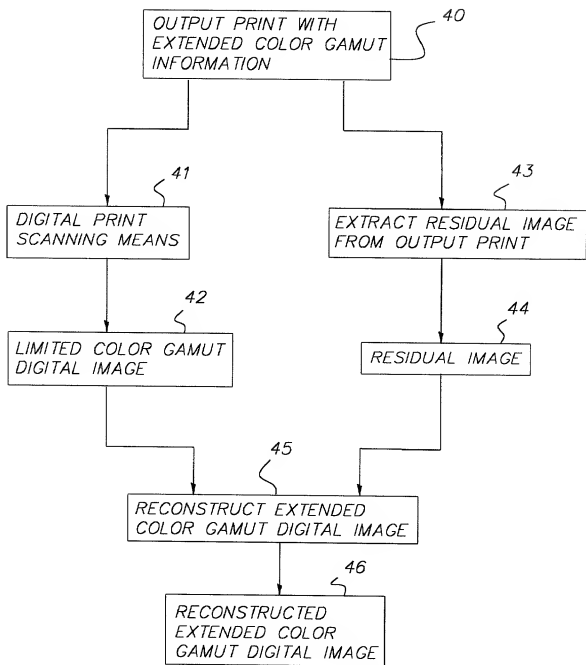 40
OUTPUT PRINT WITH
EXTENDED COLOR GAMUT
INFORMATION
41
DIGITAL PRINT
SCANNING MEANS
43
EXTRACT RESIDUAL IMAGE
FROM OUTPUT PRINT
42
LIMITED COLOR GAMUT
DIGITAL IMAGE
44
RESIDUAL IMAGE
45
RECONSTRUCT EXTENDED
COLOR GAMUT DIGITAL IMAGE
46
RECONSTRUCTED
EXTENDED COLOR
GAMUT DIGITAL IMAGE